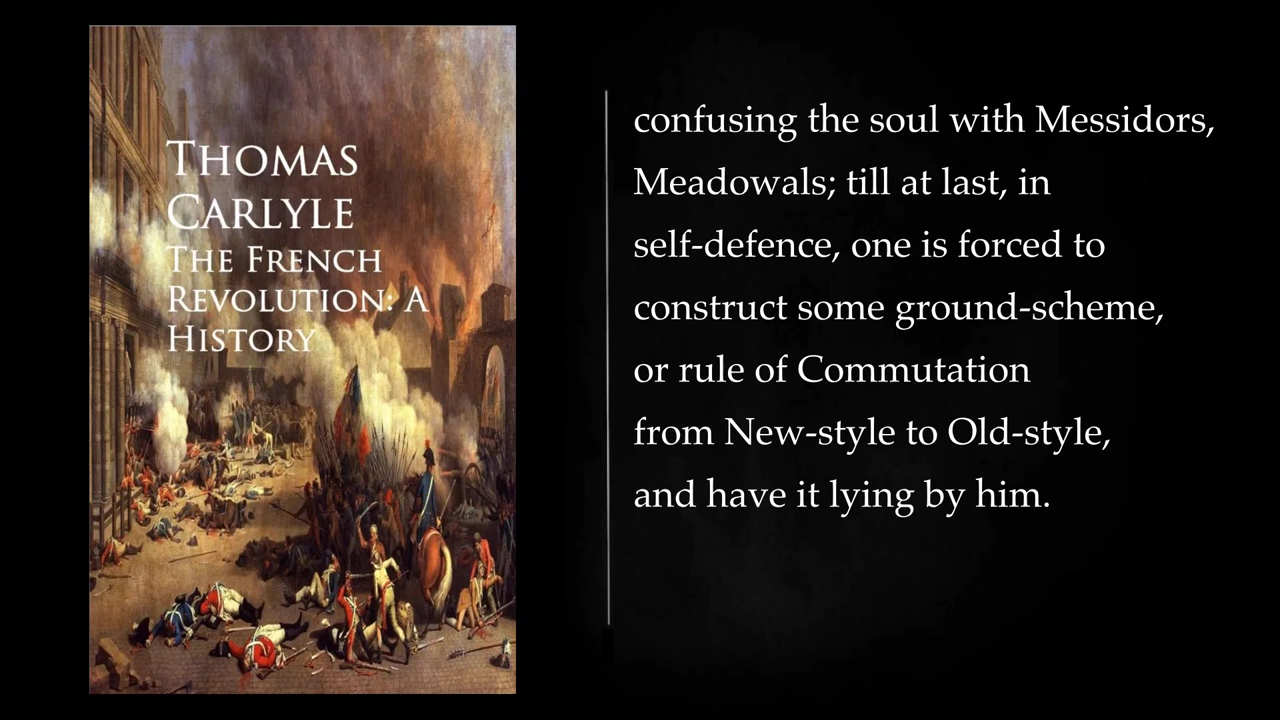 THOMAS
CARLYLE
THE FRENCH
REVOLUTION: A
HISTORY
confusing the soul with Messidors,
Meadowals; till at last, in
self-defence, one is forced to
construct some ground-scheme,
or rule of Commutation
from New-style to Old-style,
and have it lying by him.